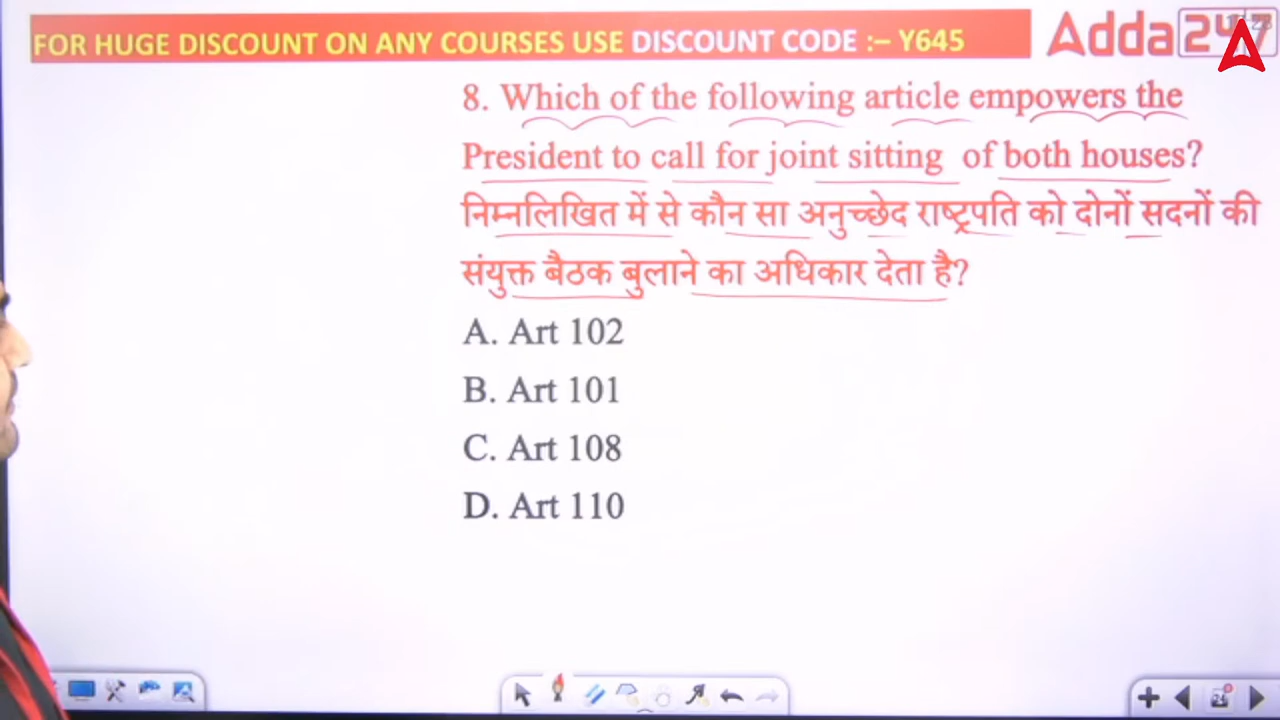 FOR HUGE DISCOUNT ON ANY COURSES USE DISCOUNT CODE :– Y645
Adda247
8. Which of the following article empowers the
President to call for joint sitting of both houses?
निम्नलिखित में से कौन सा अनुच्छेद राष्ट्रपति को दोनों सदनों की
संयुक्त बैठक बुलाने का अधिकार देता है?
A. Art 102
B. Art 101
C. Art 108
D. Art 110